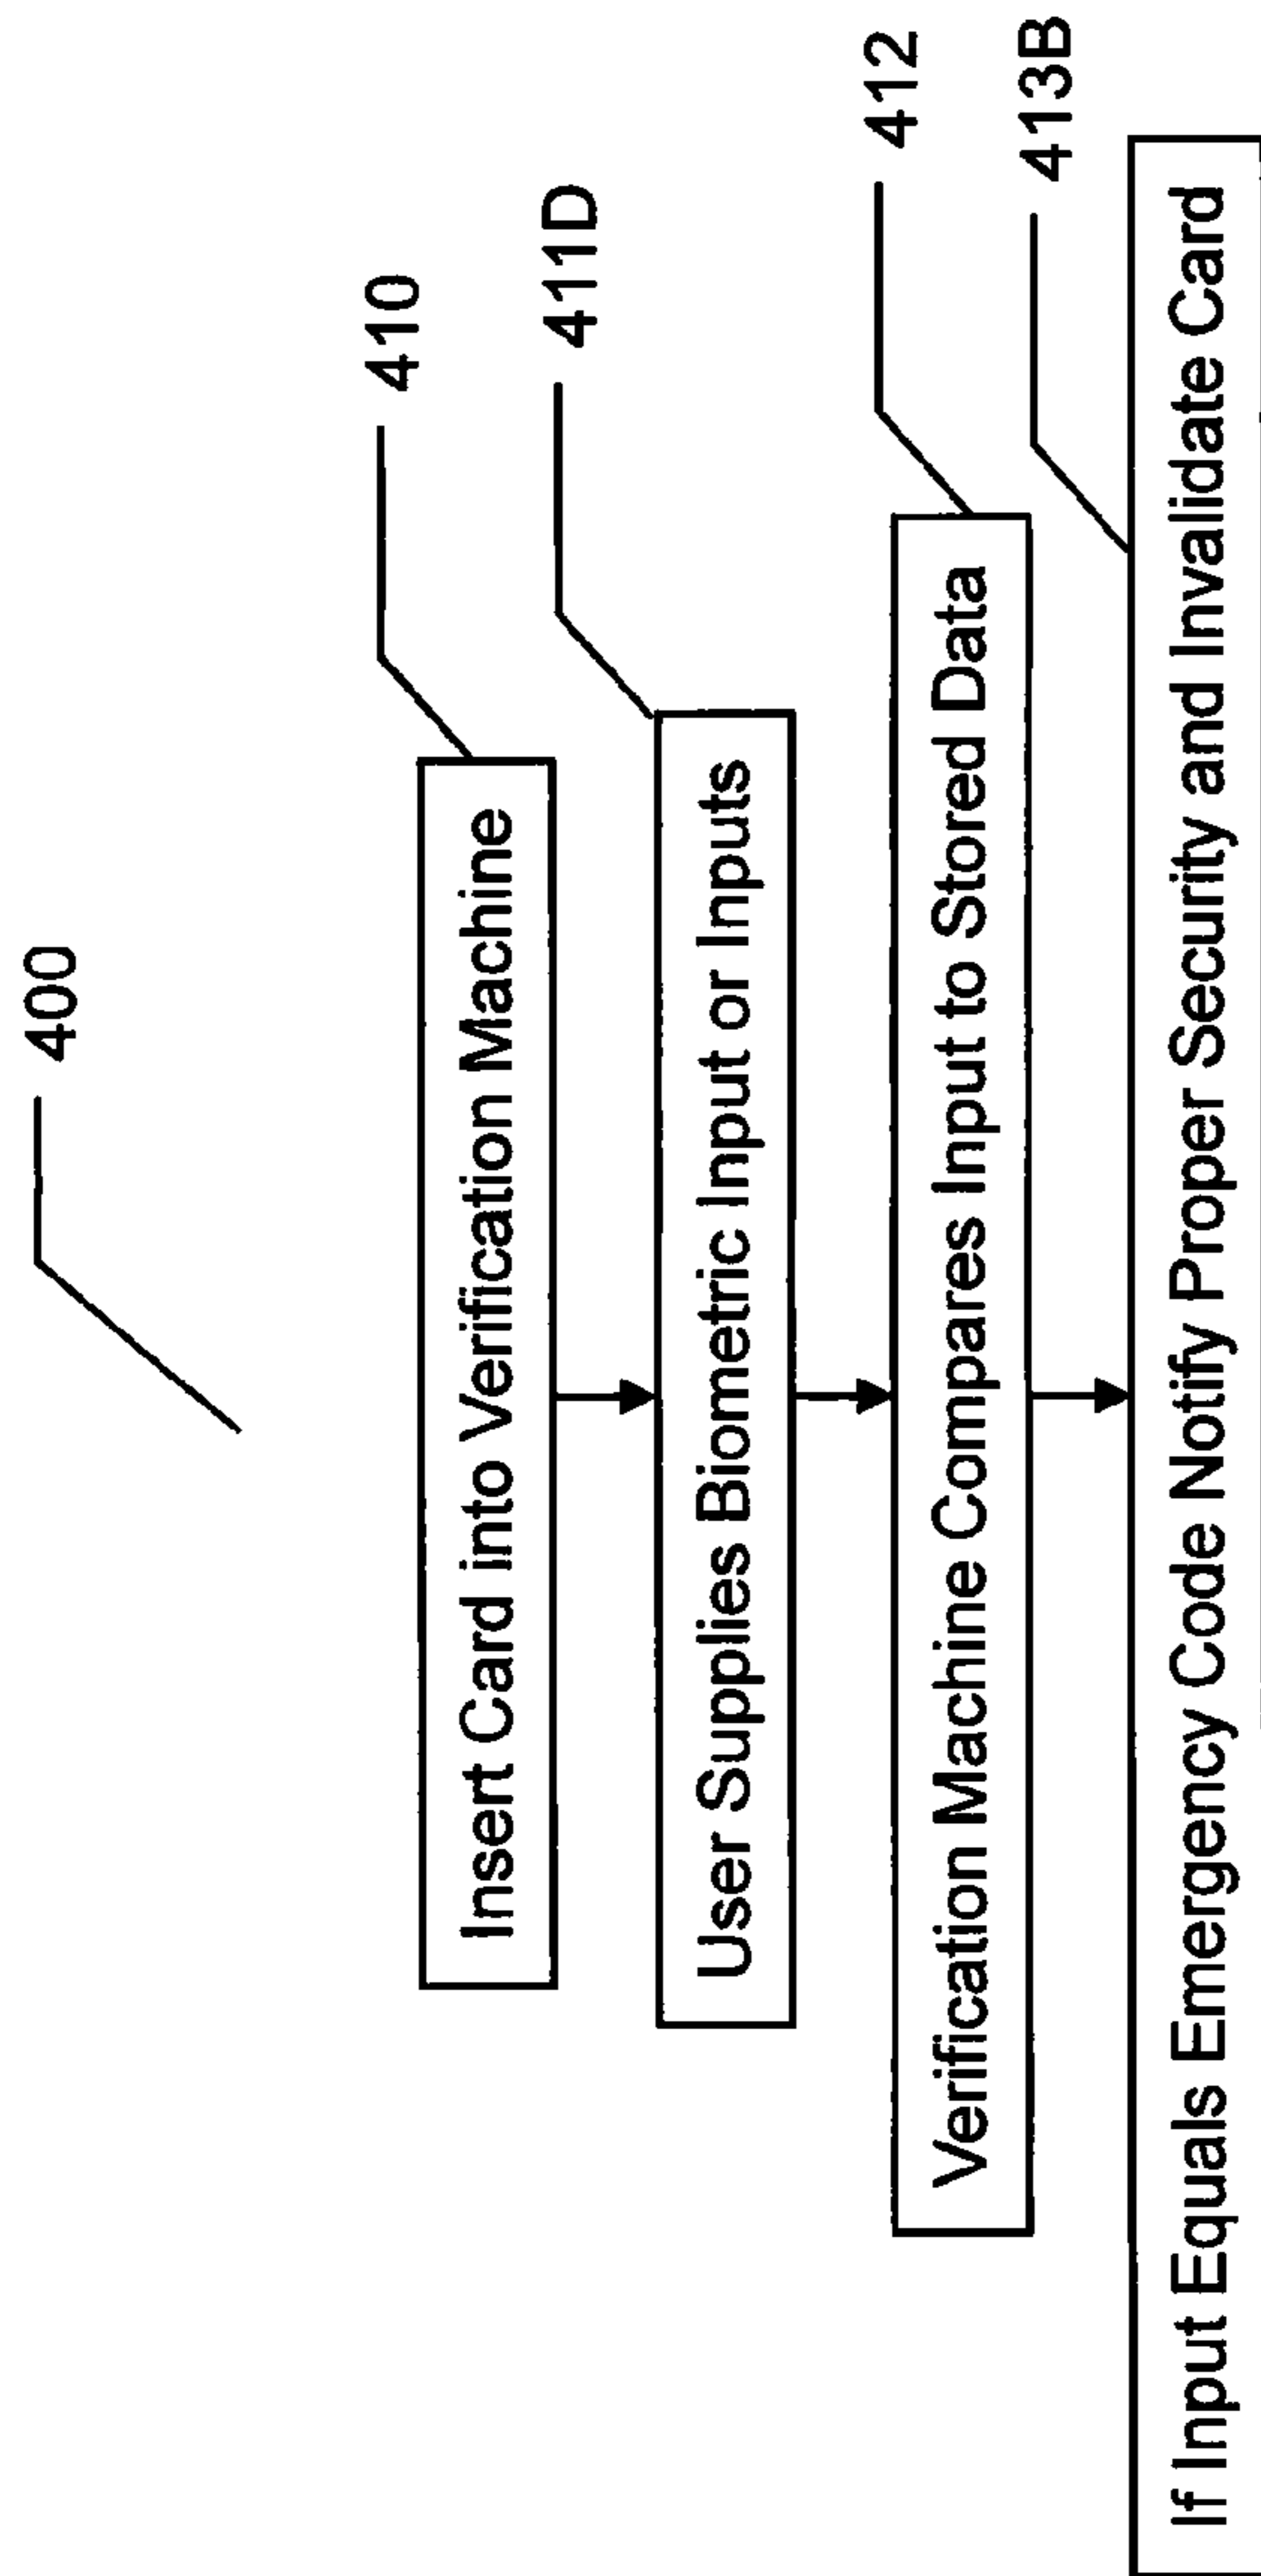 400
410
Insert Card into Verification Machine
411D
User Supplies Biometric Input or Inputs
412
Verification Machine Compares Input to Stored Data
413B
If Input Equals Emergency Code Notify Proper Security and Invalidate Card